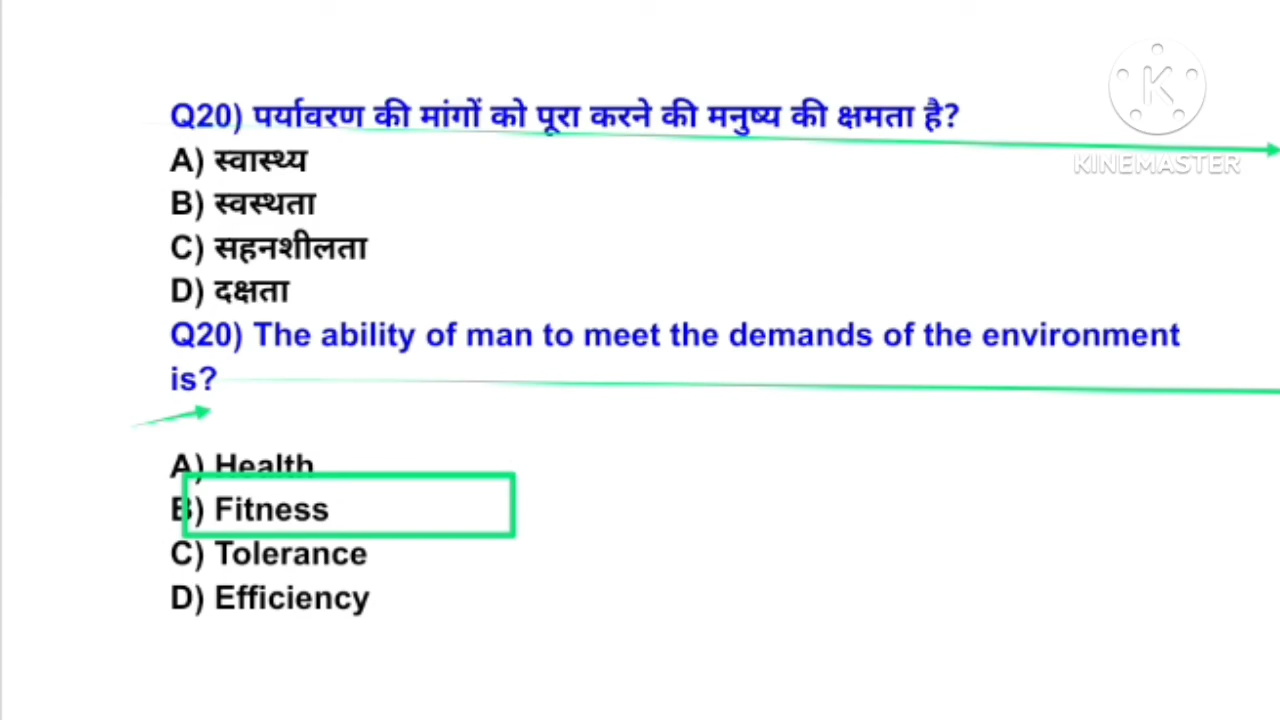 Q20) पर्यावरण की मांगों को पूरा करने की मनुष्य की क्षमता है?
KINEMASTER
A) स्वास्थ्य
B) स्वस्थता
C) सहनशीलता
D) दक्षता
Q20) The ability of man to meet the demands of the environment
is?
A) Health
B) Fitness
C) Tolerance
D) Efficiency